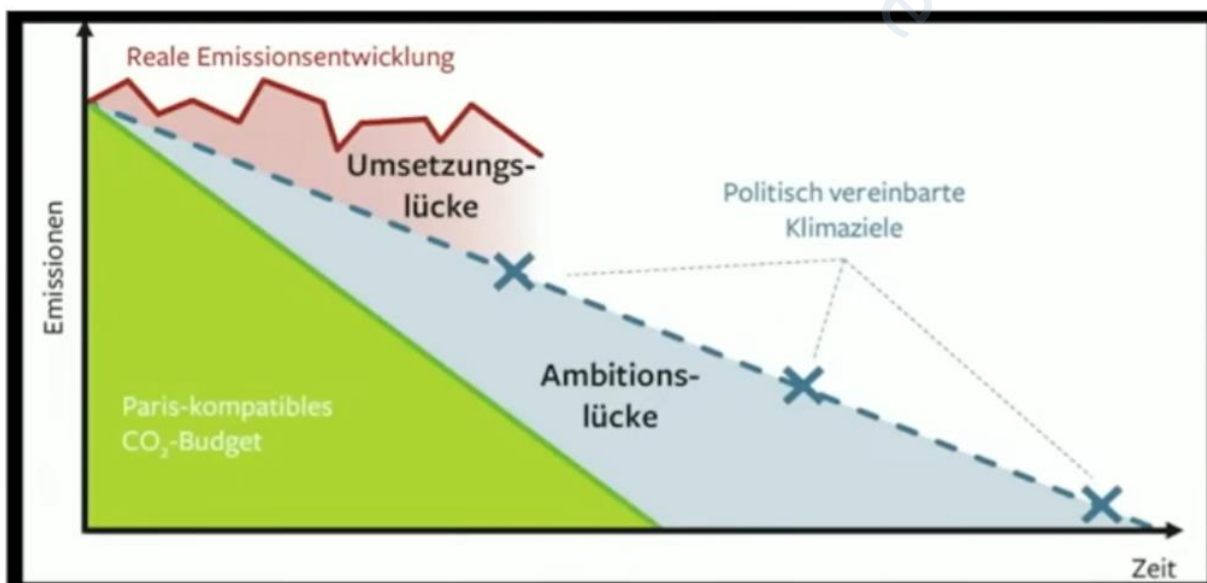 Reale Emissionsentwicklung
Umsetzungs-
lücke
Politisch vereinbarte
Klimaziele
Emissionen
Ambitions-
lücke
Paris-kompatibles
CO₂-Budget
Zeit